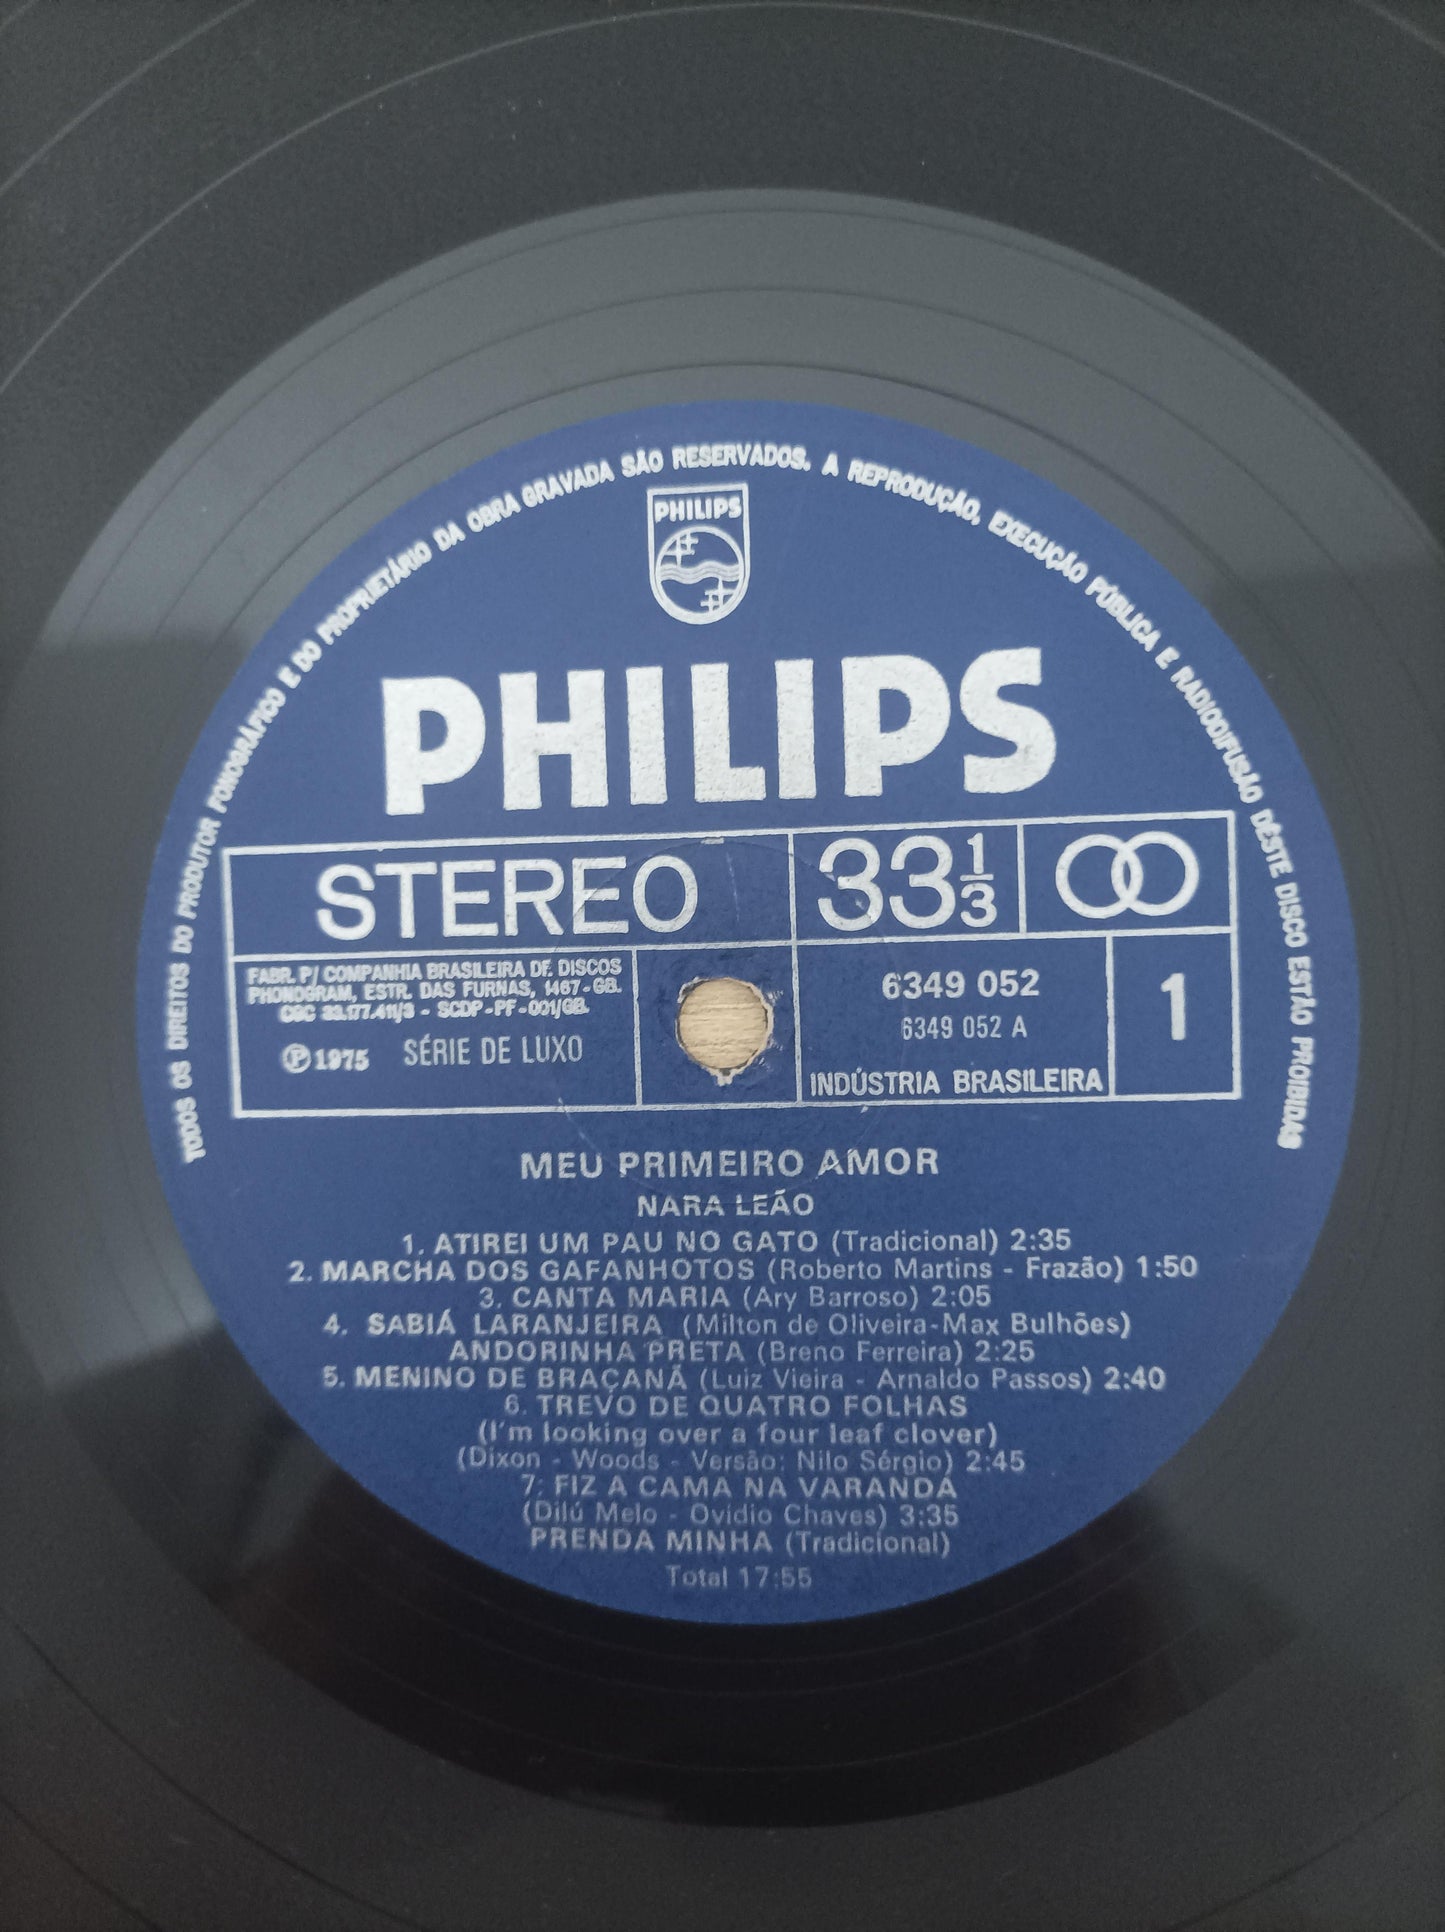 TODOS OS DIREITOS DO PRODUTOR FONOGRÁFICO E DO PROPRIETÁRIO DA OBRA GRAVADA SÃO RESERVADOS. A REPRODUÇÃO, EXECUÇÃO PÚBLICA E RADIODIFUSÃO DÊSTE DISCO ESTÃO PROIBIDAS
PHILIPS
PHILIPS
STEREO 33 1/3
FABR. P/ COMPANHIA BRASILEIRA DE DISCOS
PHONOGRAM, ESTR. DAS FURNAS, 1467-GB.
CGC 33.177.411/3 - SCDP-PF-001/GB.
Ⓟ 1975 SÉRIE DE LUXO
6349 052
6349 052 A
INDÚSTRIA BRASILEIRA
1
MEU PRIMEIRO AMOR
NARA LEÃO
1. ATIREI UM PAU NO GATO (Tradicional) 2:35
2. MARCHA DOS GAFANHOTOS (Roberto Martins - Frazão) 1:50
3. CANTA MARIA (Ary Barroso) 2:05
4. SABIÁ LARANJEIRA (Milton de Oliveira-Max Bulhões)
ANDORINHA PRETA (Breno Ferreira) 2:25
5. MENINO DE BRAÇANÃ (Luiz Vieira - Arnaldo Passos) 2:40
6. TREVO DE QUATRO FOLHAS
(I'm looking over a four leaf clover)
(Dixon - Woods - Versão: Nilo Sérgio) 2:45
7. FIZ A CAMA NA VARANDA
(Dilú Melo - Ovidio Chaves) 3:35
PRENDA MINHA (Tradicional)
Total 17:55